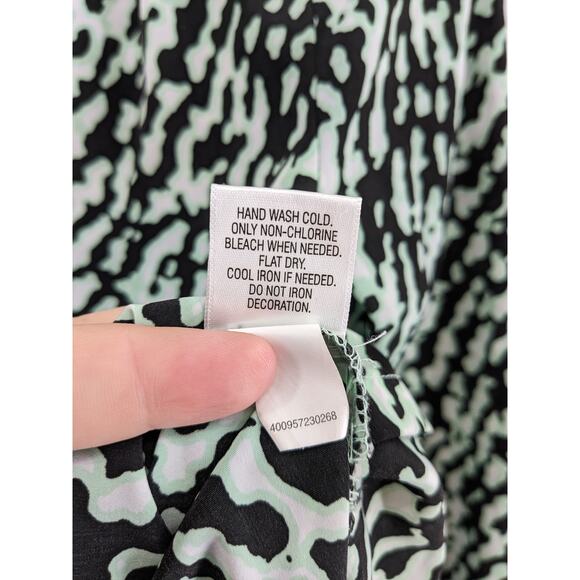 HAND WASH COLD,
ONLY NON-CHLORINE
BLEACH WHEN NEEDED.
FLAT DRY.
COOL IRON IF NEEDED.
DO NOT IRON
DECORATION.
400957230268